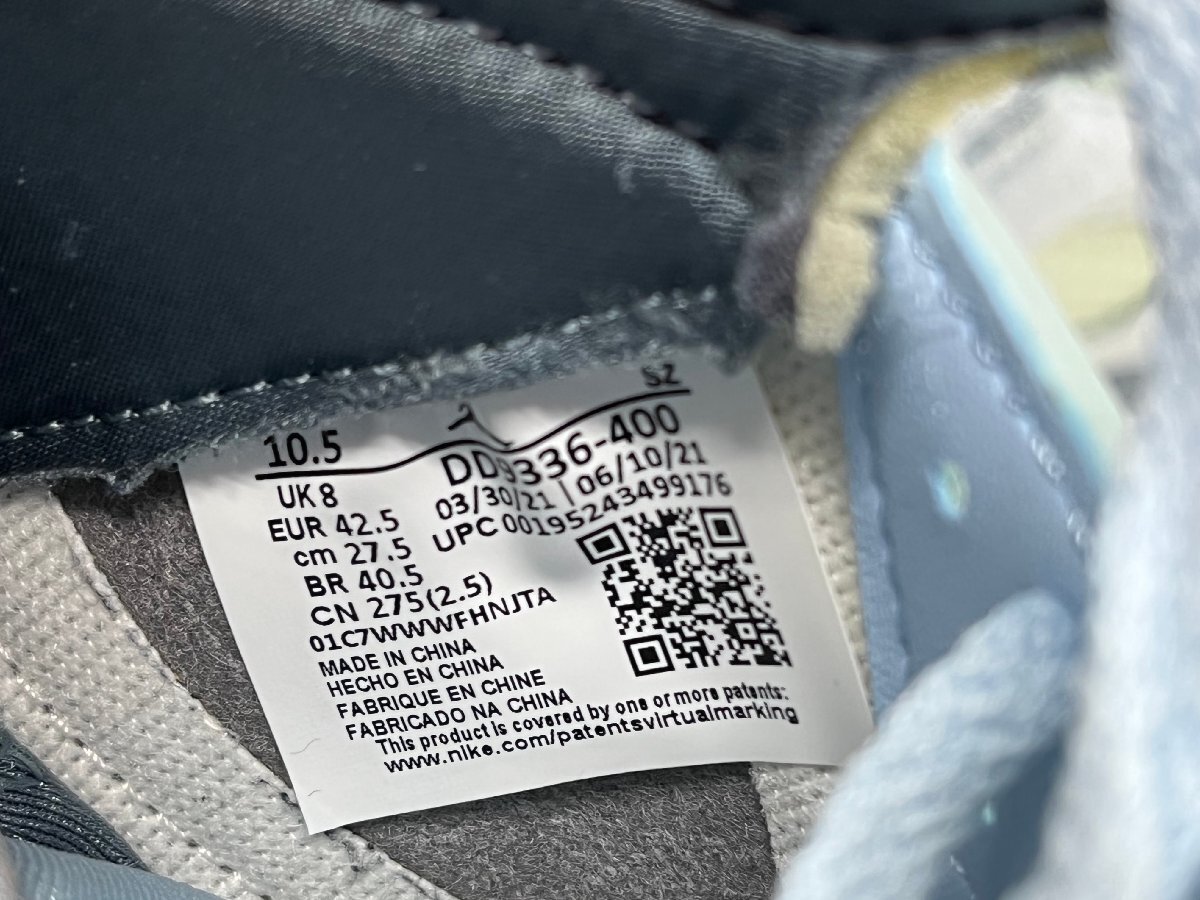 10.5
SZ
UK 8
DD9336-400
EUR 42.5
03/30/21 | 06/10/21
cm 27.5
UPC 00195243499176
BR 40.5
CN 275(2.5)
01C7WWWFHNJTA
MADE IN CHINA
HECHO EN CHINA
FABRIQUE EN CHINE
FABRICADO NA CHINA
This product is covered by one or more patents:
www.nike.com/patentsvirtualmarking